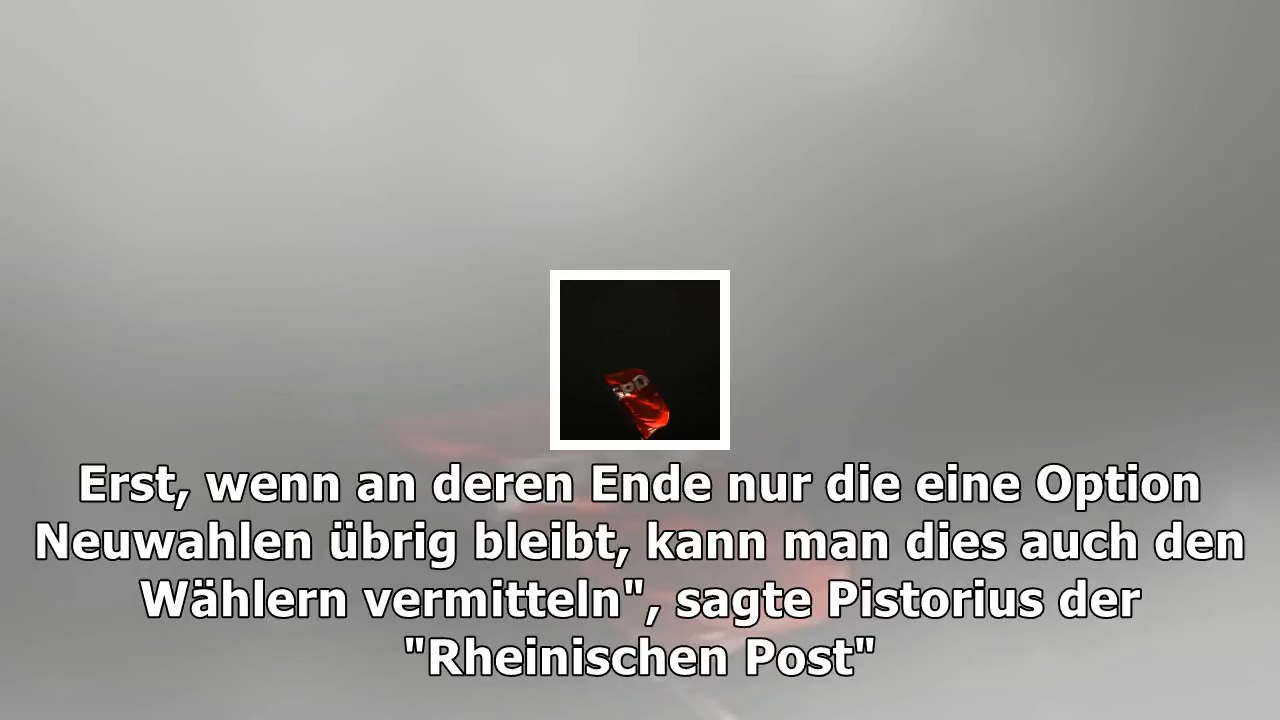 SPD
Erst, wenn an deren Ende nur die eine Option
Neuwahlen übrig bleibt, kann man dies auch den
Wählern vermitteln", sagte Pistorius der
"Rheinischen Post"